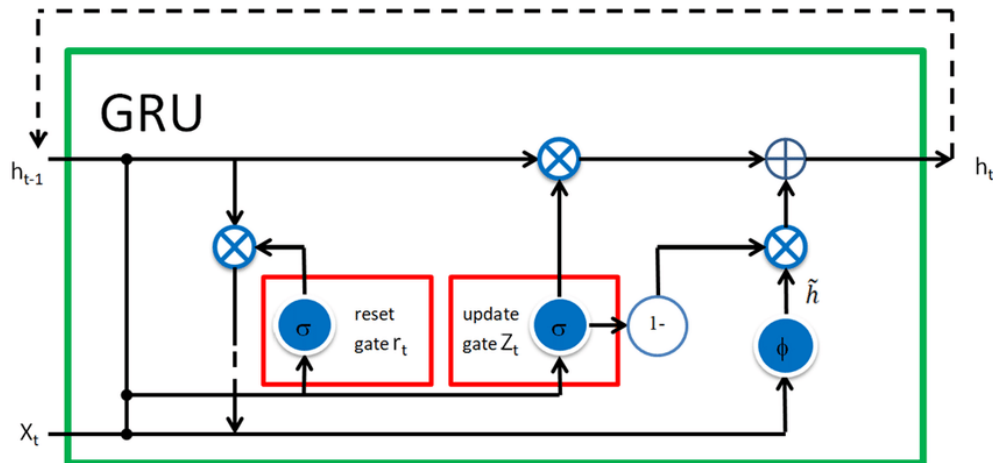 GRU
h_{t-1}
h_t
σ
reset
gate r_t
update
gate Z_t
σ
1-
h̃
ϕ
X_t